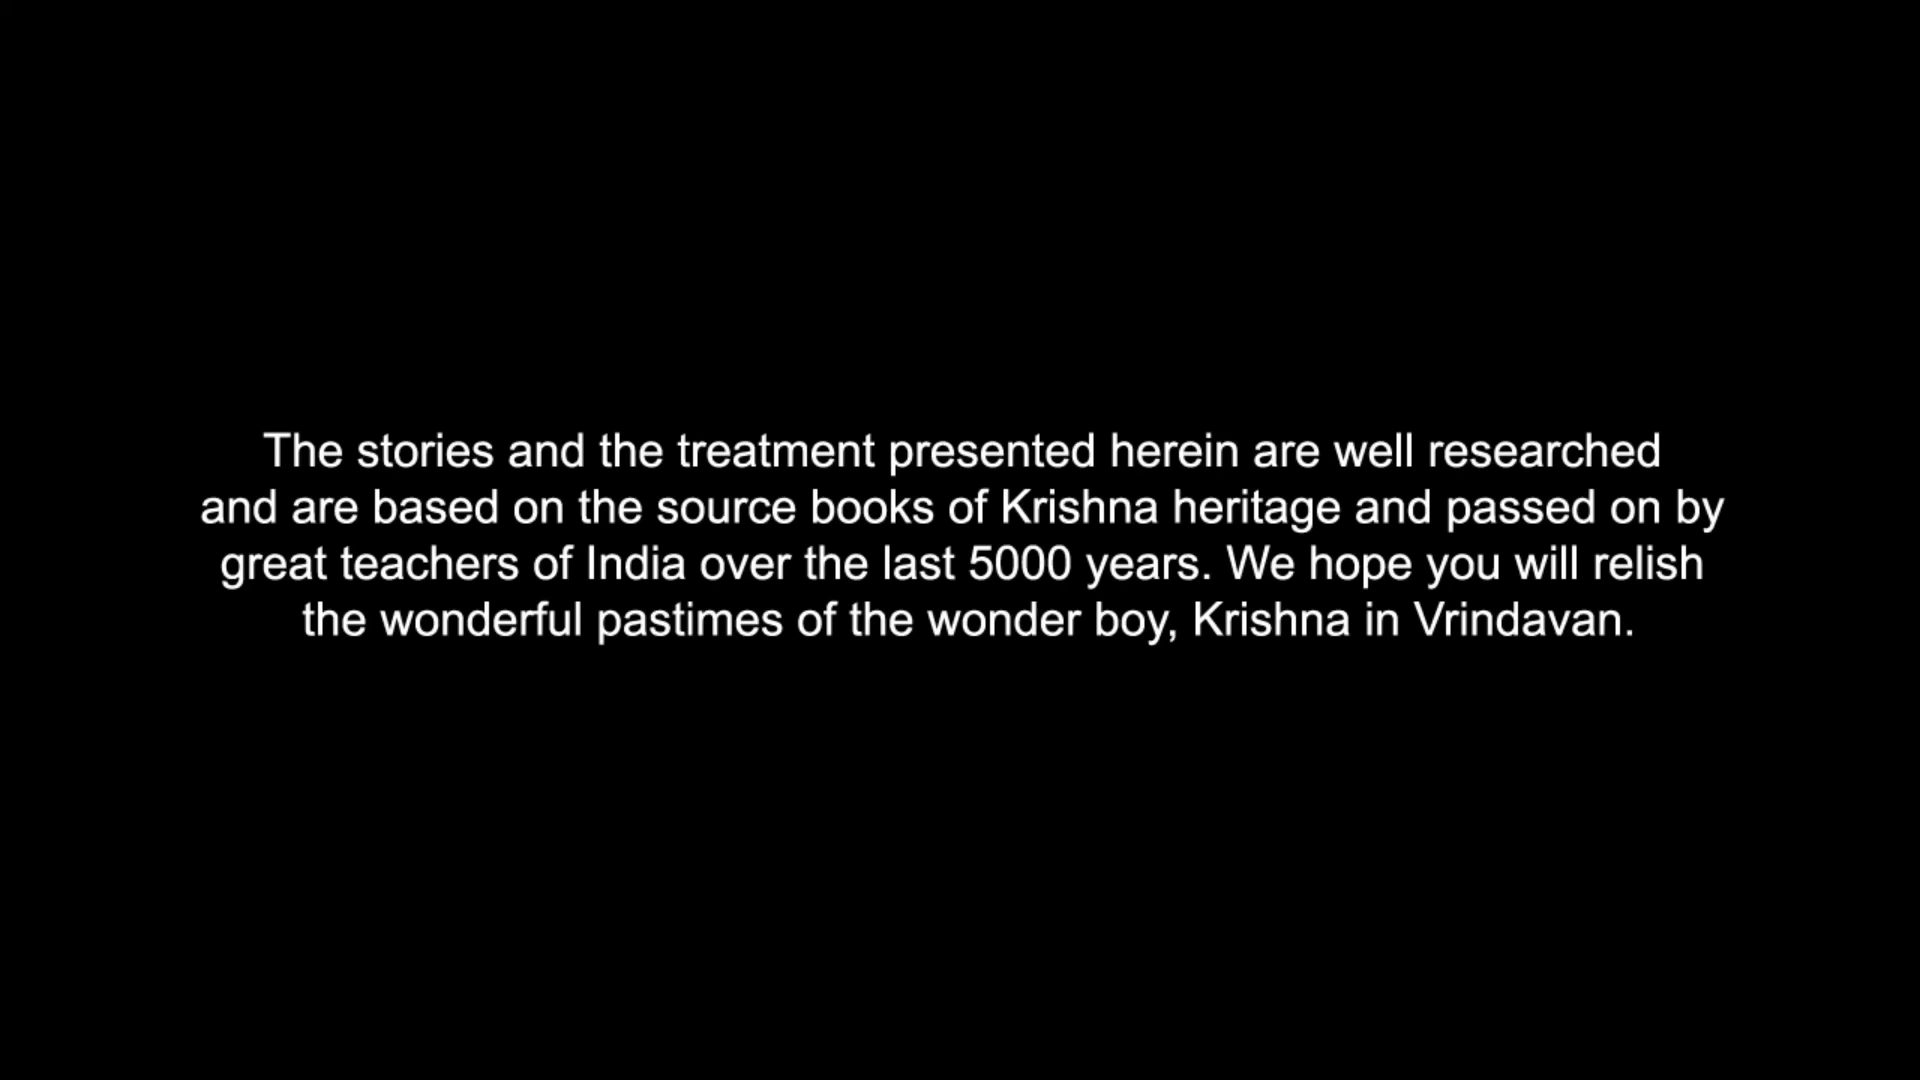 The stories and the treatment presented herein are well researched
and are based on the source books of Krishna heritage and passed on by
great teachers of India over the last 5000 years. We hope you will relish
the wonderful pastimes of the wonder boy, Krishna in Vrindavan.